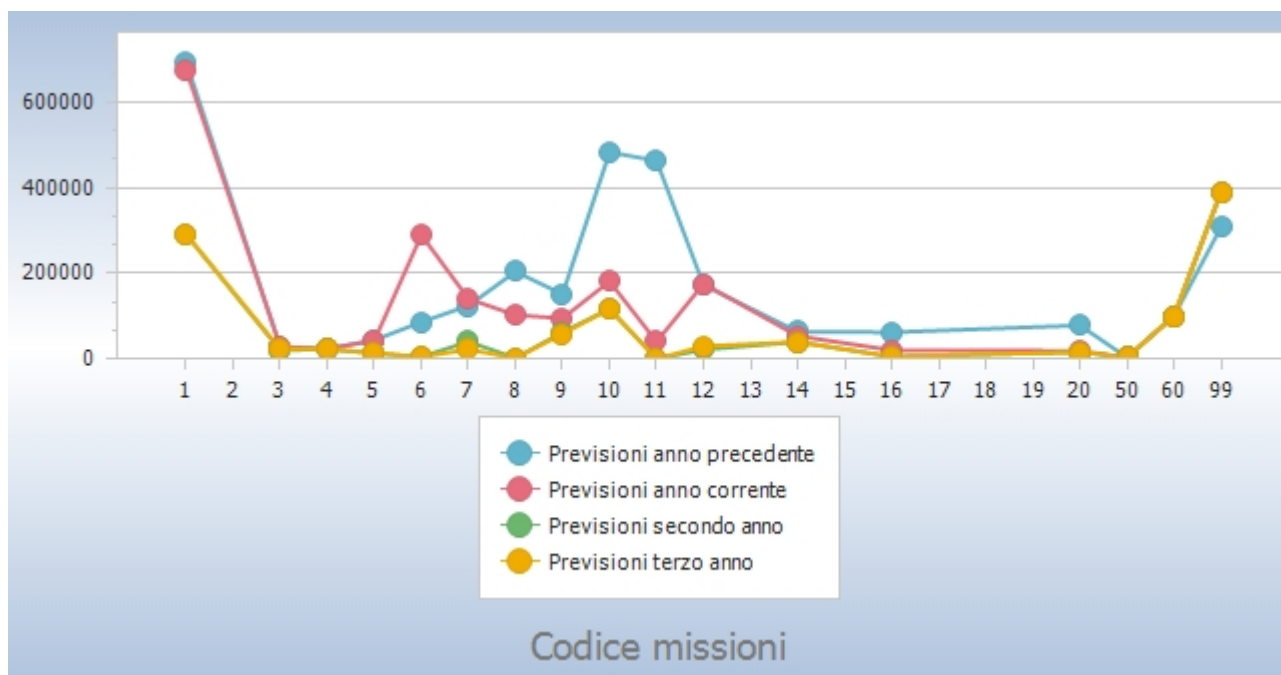 600000
400000
200000
0
1 2 3 4 5 6 7 8 9 10 11 12 14 15 16 17 18 19 20 50 60 99
Previsioni anno precedente
Previsioni anno corrente
Previsioni secondo anno
Previsioni terzo anno
Codice missioni